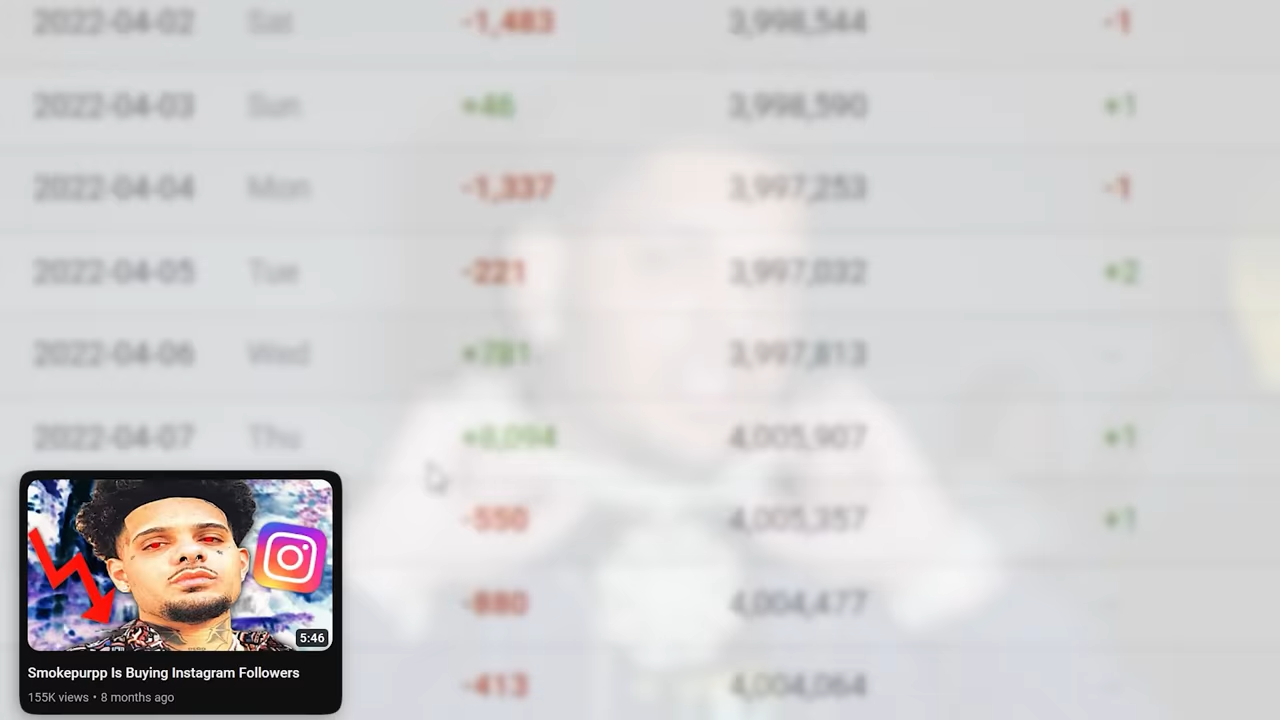 2022-04-02 Sat -1,483 3,998,544 -1
2022-04-03 Sun +46 3,998,590 +1
2022-04-04 Mon -1,337 3,997,253 -1
2022-04-05 Tue -221 3,997,032 +2
2022-04-06 Wed +781 3,997,813 --
2022-04-07 Thu +8,094 4,005,907 +1
-550 4,005,357 +1
-880 4,004,477 --
-413 4,004,064 --
5:46
Smokepurpp Is Buying Instagram Followers
155K views • 8 months ago